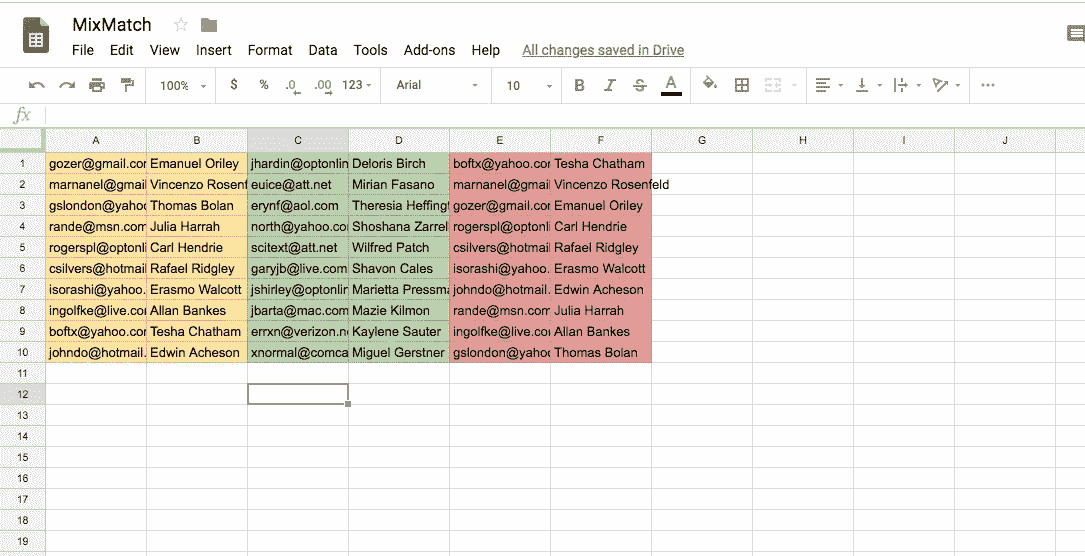 MixMatch
File Edit View Insert Format Data Tools Add-ons Help All changes saved in Drive
100% $ % .0 .00 123 Arial 10 B I S A
fx
A B C D E F G H I J
1 gozer@gmail.cor Emanuel Oriley jhardin@optonlin Deloris Birch boftx@yahoo.cor Tesha Chatham
2 marnanel@gmail Vincenzo Rosenf euice@att.net Mirian Fasano marnanel@gmai Vincenzo Rosenfeld
3 gslondon@yaho Thomas Bolan erynf@aol.com Theresia Heffing gozer@gmail.cor Emanuel Oriley
4 rande@msn.com Julia Harrah north@yahoo.co Shoshana Zarrel rogerspl@optonli Carl Hendrie
5 rogerspl@optonli Carl Hendrie scitext@att.net Wilfred Patch csilvers@hotmai Rafael Ridgley
6 csilvers@hotmail Rafael Ridgley garyjb@live.com Shavon Cales isorashi@yahoo. Erasmo Walcott
7 isorashi@yahoo. Erasmo Walcott jshirley@optonlin Marietta Pressma johndo@hotmail. Edwin Acheson
8 ingolfke@live.co Allan Bankes jbarta@mac.com Mazie Kilmon rande@msn.com Julia Harrah
9 boftx@yahoo.cor Tesha Chatham errxn@verizon.n Kaylene Sauter ingolfke@live.co Allan Bankes
10 johndo@hotmail. Edwin Acheson xnormal@comca Miguel Gerstner gslondon@yaho Thomas Bolan
11
12
13
14
15
16
17
18
19